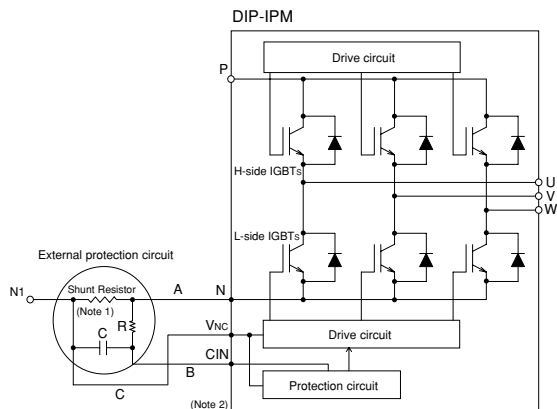 DIP-IPM
Drive circuit
P
H-side IGBTs
U
V
W
L-side IGBTs
External protection circuit
Shunt Resistor
A
N
N1
(Note 1)
R
VNC
Drive circuit
C
CIN
B
C
Protection circuit
(Note 2)